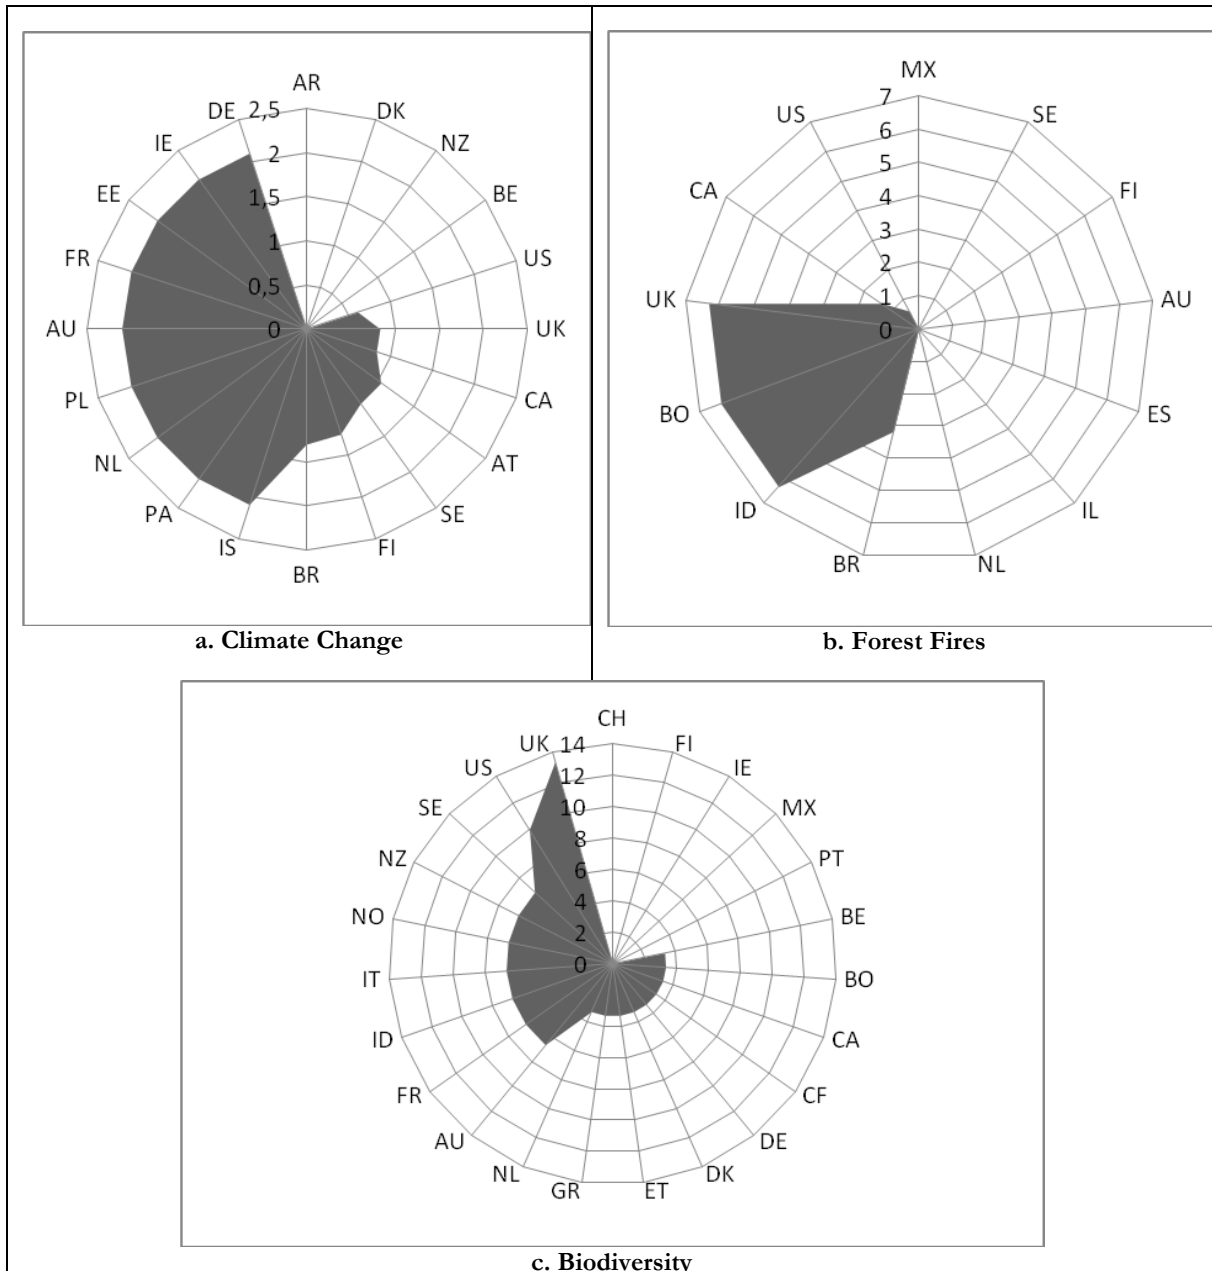 AR
DE 2,5 DK
IE NZ
2
EE 1,5 BE
FR 1 US
0,5
AU 0 UK
PL CA
NL AT
PA SE
IS FI
BR
a. Climate Change
MX
7
US 6 SE
5
CA 4 FI
3
2
UK 1 AU
0
BO ES
ID IL
BR NL
b. Forest Fires
CH
UK 14 FI
US 12 IE
SE 10 MX
8
NZ 6 PT
4
NO 2 BE
IT 0 BO
ID CA
FR CF
AU DE
NL DK
GR ET
c. Biodiversity